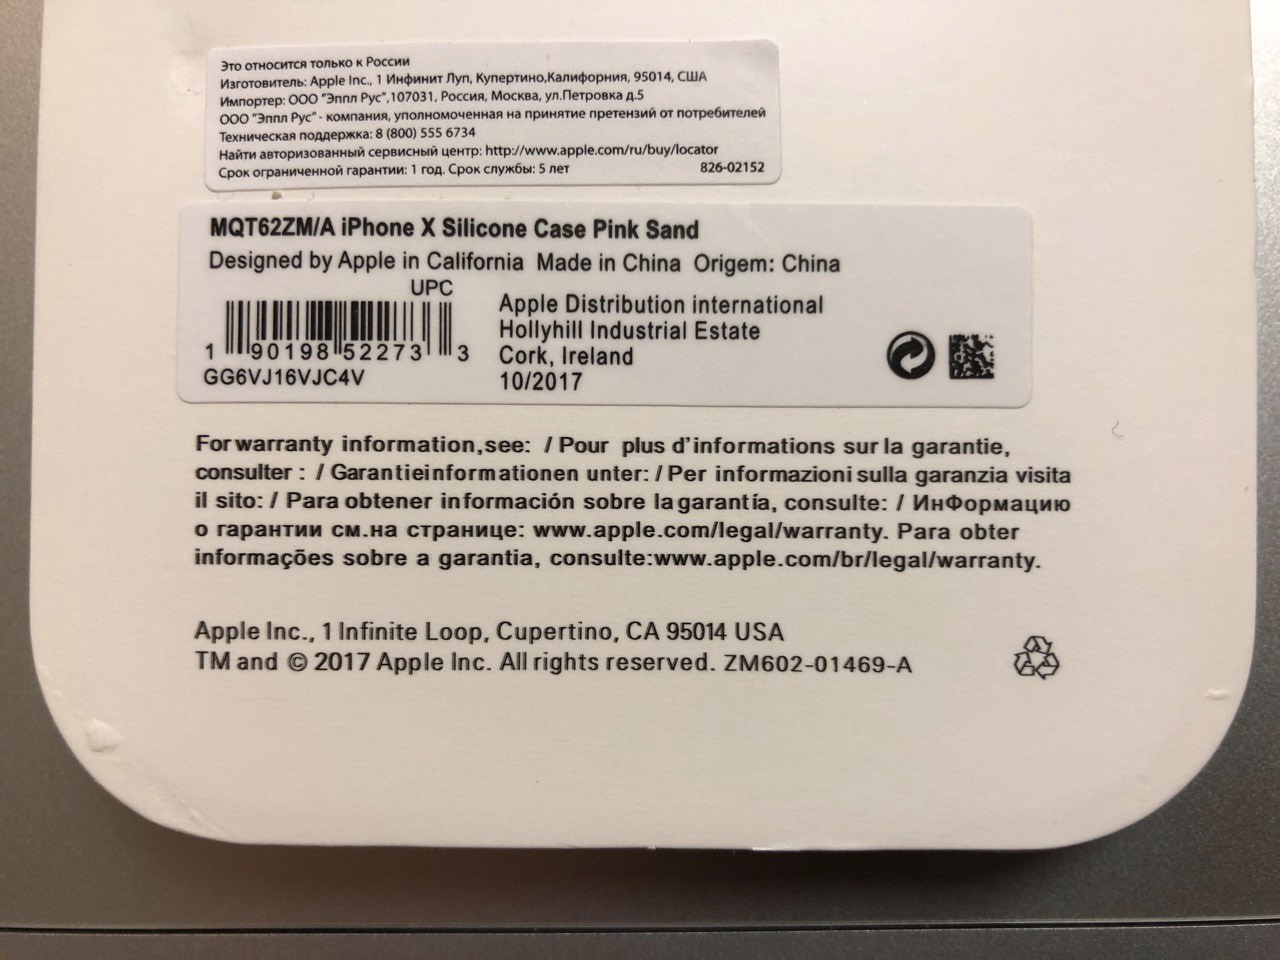 Это относится только к России
Изготовитель: Apple Inc., 1 Инфинит Луп, Купертино,Калифорния, 95014, США
Импортер: ООО "Эппл Рус",107031, Россия, Москва, ул.Петровка д.5
ООО "Эппл Рус" - компания, уполномоченная на принятие претензий от потребителей
Техническая поддержка: 8 (800) 555 6734
Найти авторизованный сервисный центр: http://www.apple.com/ru/buy/locator
Срок ограниченной гарантии: 1 год. Срок службы: 5 лет 826-02152
MQT62ZM/A iPhone X Silicone Case Pink Sand
Designed by Apple in California Made in China Origem: China
UPC
1 90198 52273 3
GG6VJ16VJC4V
Apple Distribution international
Hollyhill Industrial Estate
Cork, Ireland
10/2017
For warranty information,see: / Pour plus d'informations sur la garantie,
consulter : / Garantieinformationen unter: / Per informazioni sulla garanzia visita
il sito: / Para obtener información sobre la garantía, consulte: / ИнФормацию
о гарантии см.на странице: www.apple.com/legal/warranty. Para obter
informações sobre a garantia, consulte:www.apple.com/br/legal/warranty.
Apple Inc., 1 Infinite Loop, Cupertino, CA 95014 USA
TM and © 2017 Apple Inc. All rights reserved. ZM602-01469-A